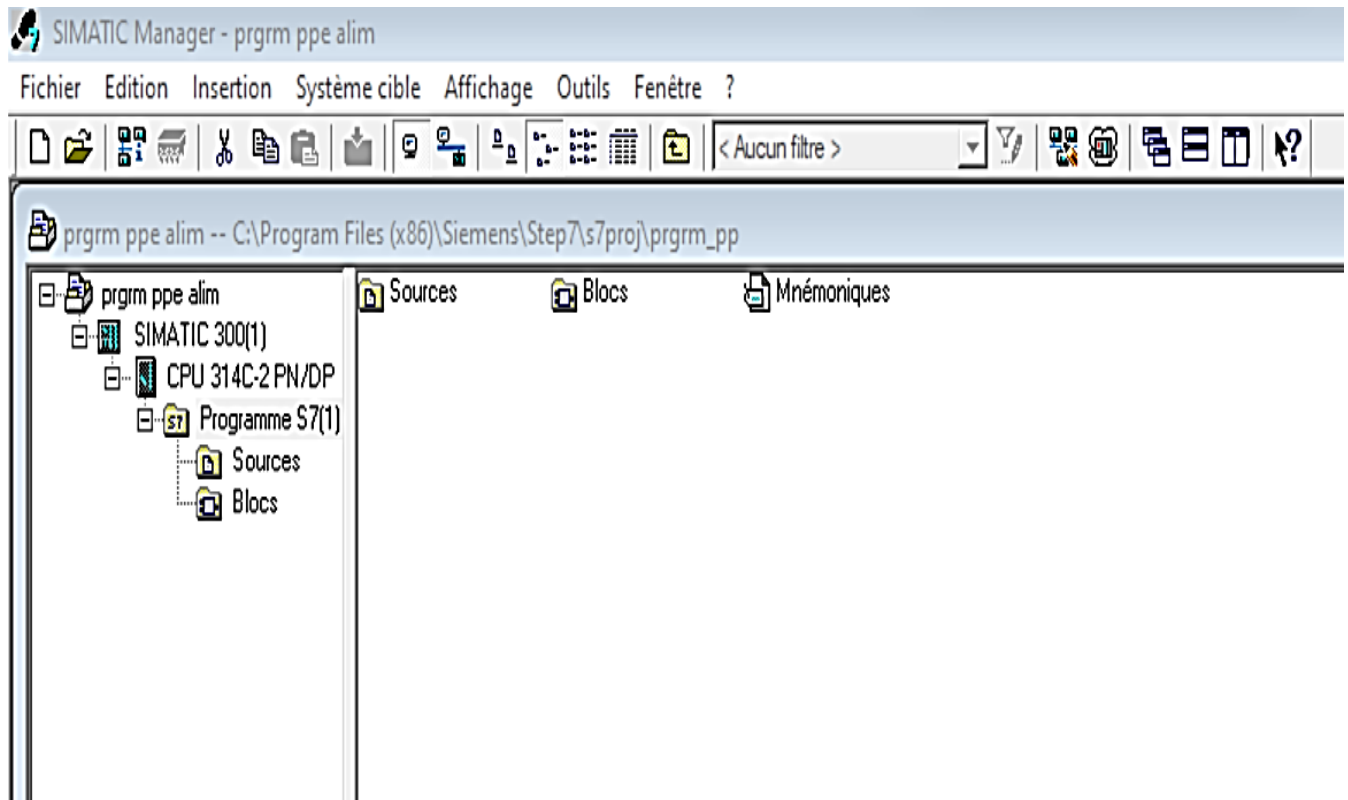 SIMATIC Manager - prgrm ppe alim
Fichier Edition Insertion Système cible Affichage Outils Fenêtre ?
< Aucun filtre >
prgrm ppe alim -- C:\Program Files (x86)\Siemens\Step7\s7proj\prgrm_pp
prgrm ppe alim
SIMATIC 300(1)
CPU 314C-2 PN/DP
S7 Programme S7(1)
Sources
Blocs
Sources Blocs Mnémoniques